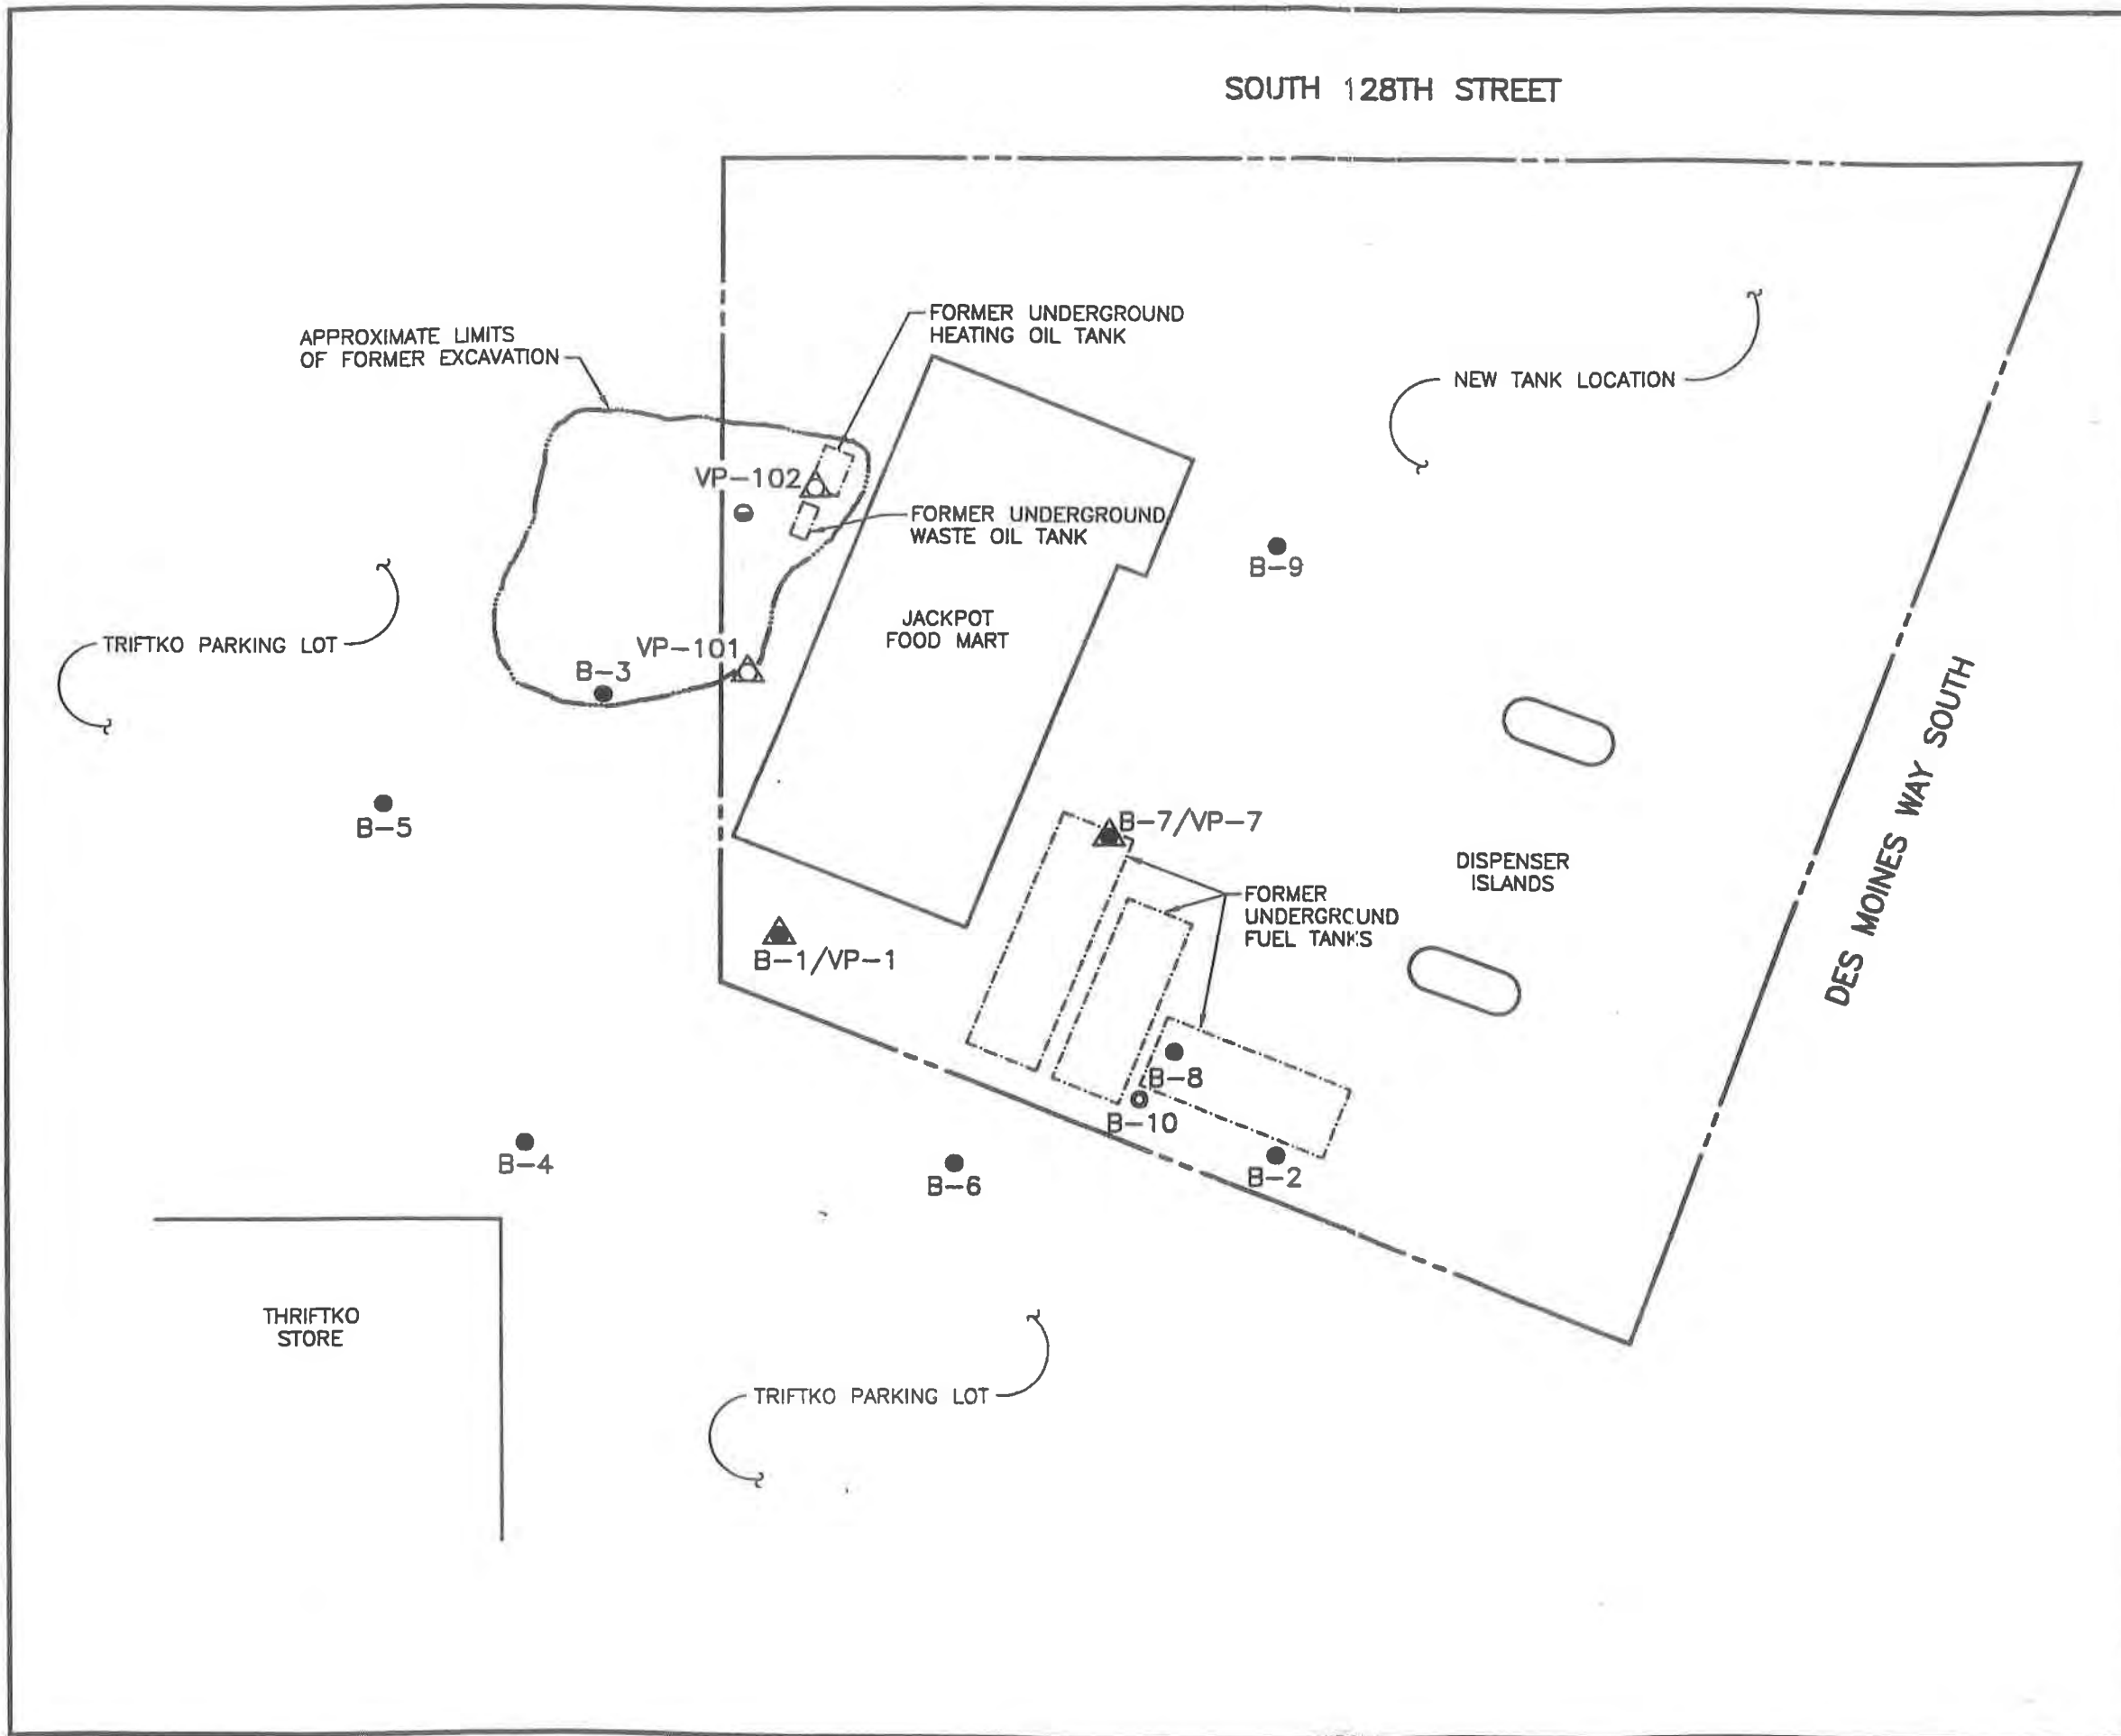 SOUTH 128TH STREET
FORMER UNDERGROUND
HEATING OIL TANK
APPROXIMATE LIMITS
OF FORMER EXCAVATION
NEW TANK LOCATION
VP-102
FORMER UNDERGROUND
WASTE OIL TANK
B-9
JACKPOT
FOOD MART
TRIFTKO PARKING LOT
VP-101
B-3
DES MOINES WAY SOUTH
B-5
B-7/VP-7
DISPENSER
ISLANDS
FORMER
UNDERGROUND
FUEL TANKS
B-1/VP-1
B-8
B-10
B-4
B-6
B-2
THRIFTKO
STORE
TRIFTKO PARKING LOT